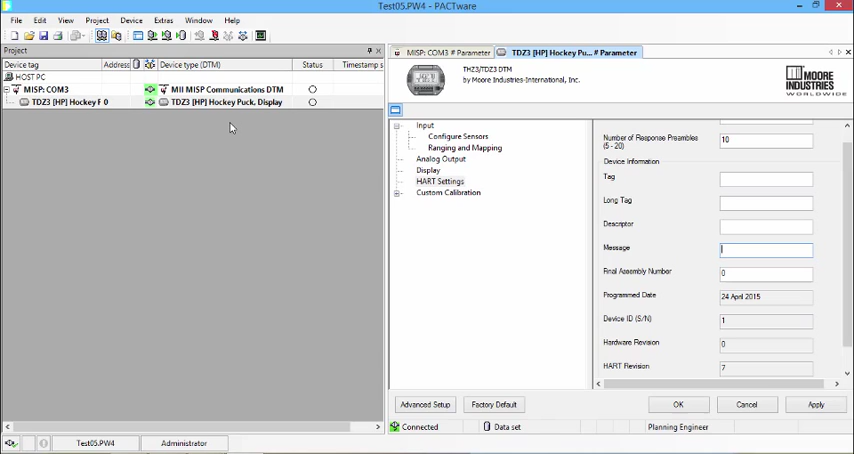 Test05.PW4 - PACTware
File Edit View Project Device Extras Window Help
Project
Device tag Address Device type (DTM) Status Timestamp s
HOST PC
MISP: COM3 MII MISP Communications DTM
TDZ3 [HP] Hockey F 0 TDZ3 [HP] Hockey Puck, Display
MISP: COM3 # Parameter TDZ3 [HP] Hockey Pu... # Parameter
THZ3/TDZ3 DTM
by Moore Industries-International, Inc.
MOORE
INDUSTRIES
WORLDWIDE
Input
Configure Sensors
Ranging and Mapping
Analog Output
Display
HART Settings
Custom Calibration
Number of Response Preambles 10
(5 - 20)
Device Information
Tag
Long Tag
Descriptor
Message
Final Assembly Number 0
Programmed Date 24 April 2015
Device ID (S/N) 1
Hardware Revision 0
HART Revision 7
Advanced Setup Factory Default OK Cancel Apply
Connected Data set Planning Engineer
Test05.PW4 Administrator